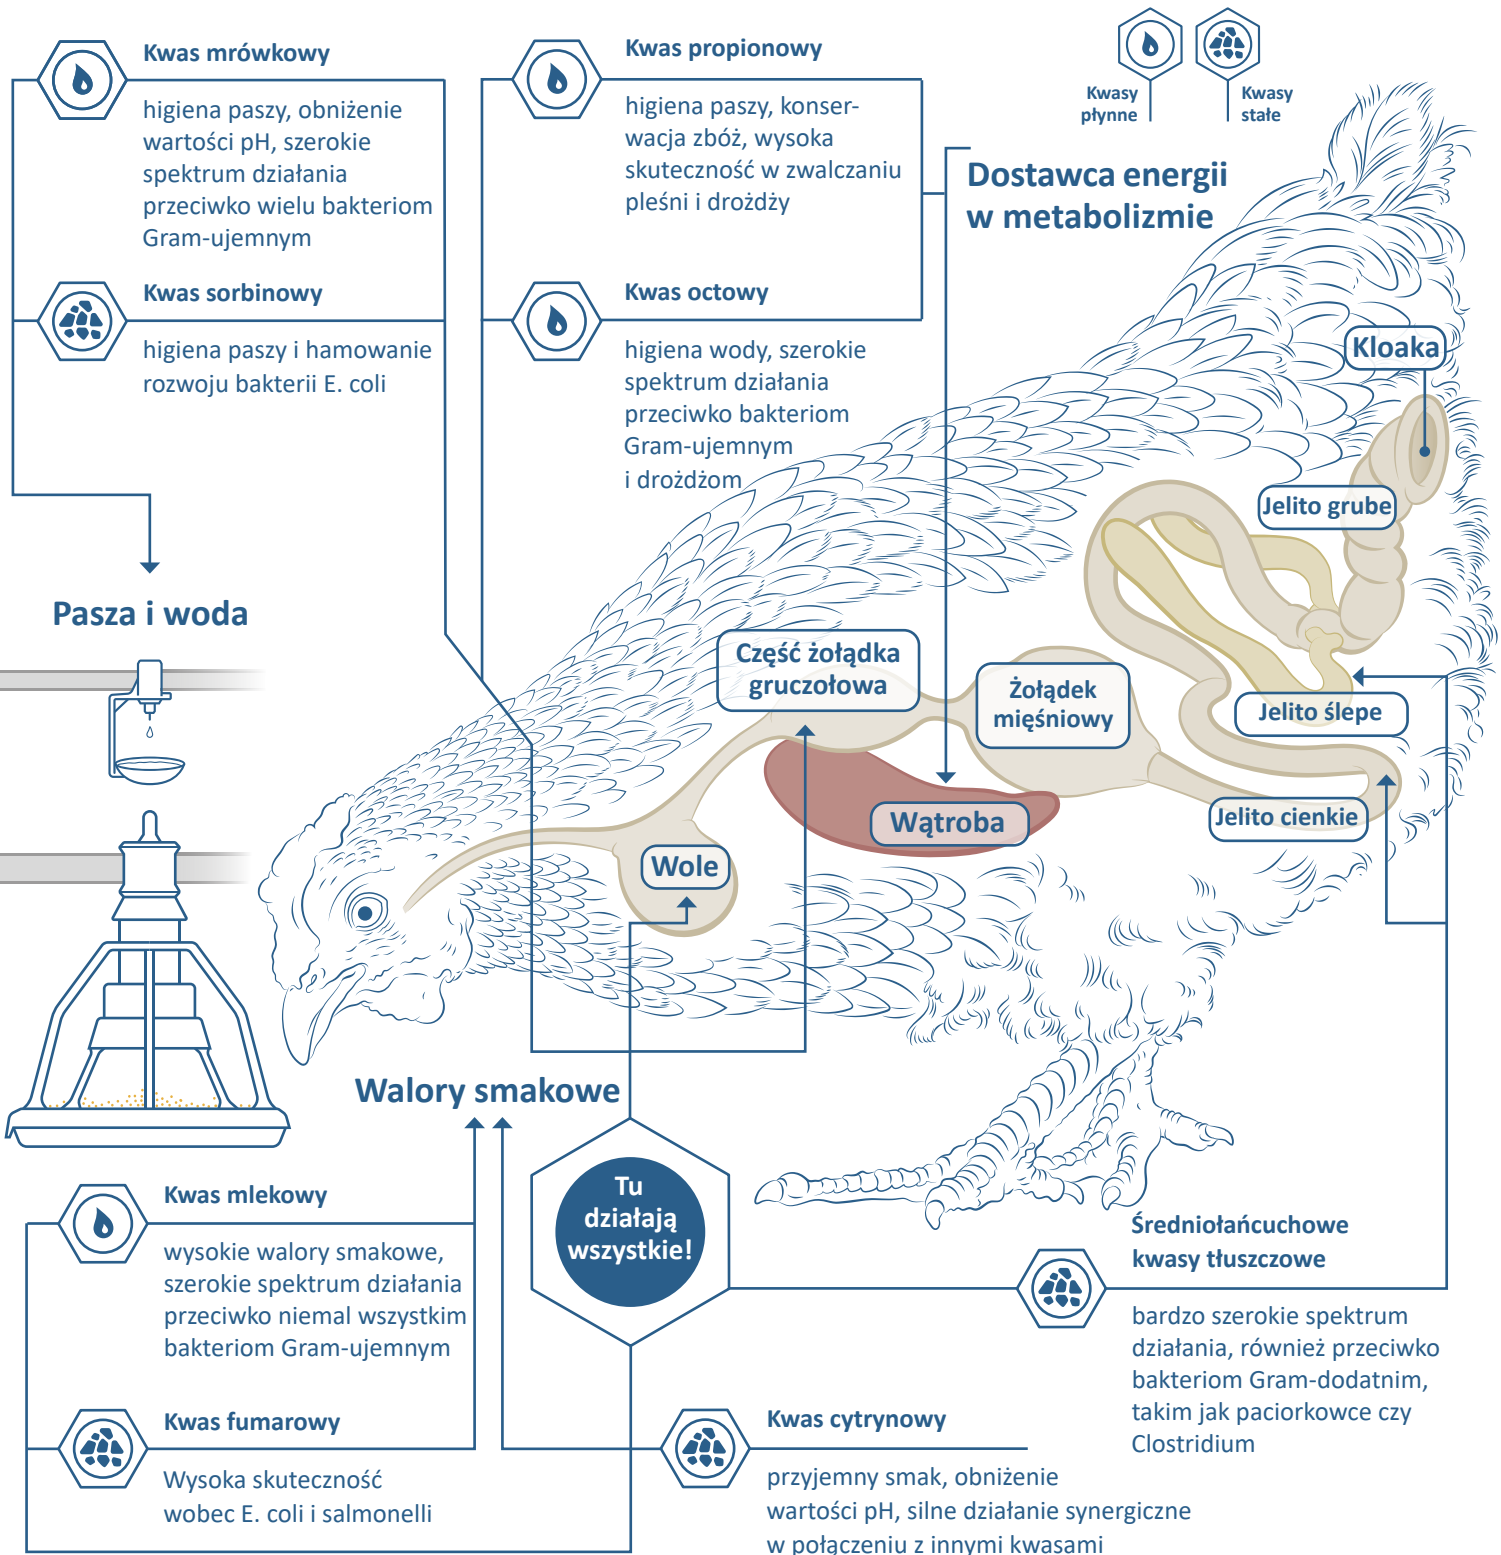 Kwas mrówkowy
higiena paszy, obniżenie
wartości pH, szerokie
spektrum działania
przeciwko wielu bakteriom
Gram-ujemnym
Kwas sorbinowy
higiena paszy i hamowanie
rozwoju bakterii E. coli
Kwas propionowy
higiena paszy, konser-
wacja zbóż, wysoka
skuteczność w zwalczaniu
pleśni i drożdży
Kwas octowy
higiena wody, szerokie
spektrum działania
przeciwko bakteriom
Gram-ujemnym
i drożdżom
Kwasy
płynne
Kwasy
stałe
Dostawca energii
w metabolizmie
Kloaka
Jelito grube
Pasza i woda
Część żołądka
gruczołowa
Żołądek
mięśniowy
Jelito ślepe
Wątroba
Jelito cienkie
Wole
Walory smakowe
Tu
działają
wszystkie!
Kwas mlekowy
wysokie walory smakowe,
szerokie spektrum działania
przeciwko niemal wszystkim
bakteriom Gram-ujemnym
Kwas fumarowy
Wysoka skuteczność
wobec E. coli i salmonelli
Kwas cytrynowy
przyjemny smak, obniżenie
wartości pH, silne działanie synergiczne
w połączeniu z innymi kwasami
Średniołańcuchowe
kwasy tłuszczowe
bardzo szerokie spektrum
działania, również przeciwko
bakteriom Gram-dodatnim,
takim jak paciorkowce czy
Clostridium